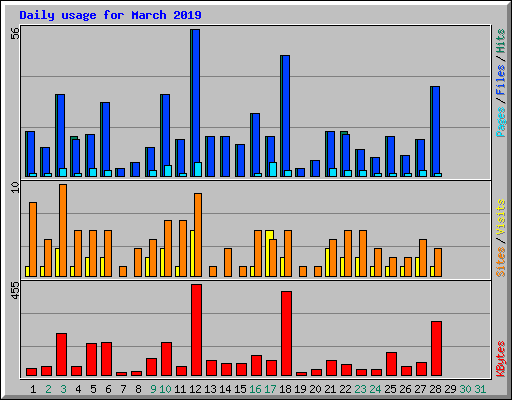 Daily usage for March 2019
56
Pages / Files / Hits
10
Sites / Visits
455
KBytes
1 2 3 4 5 6 7 8 9 10 11 12 13 14 15 16 17 18 19 20 21 22 23 24 25 26 27 28 29 30 31